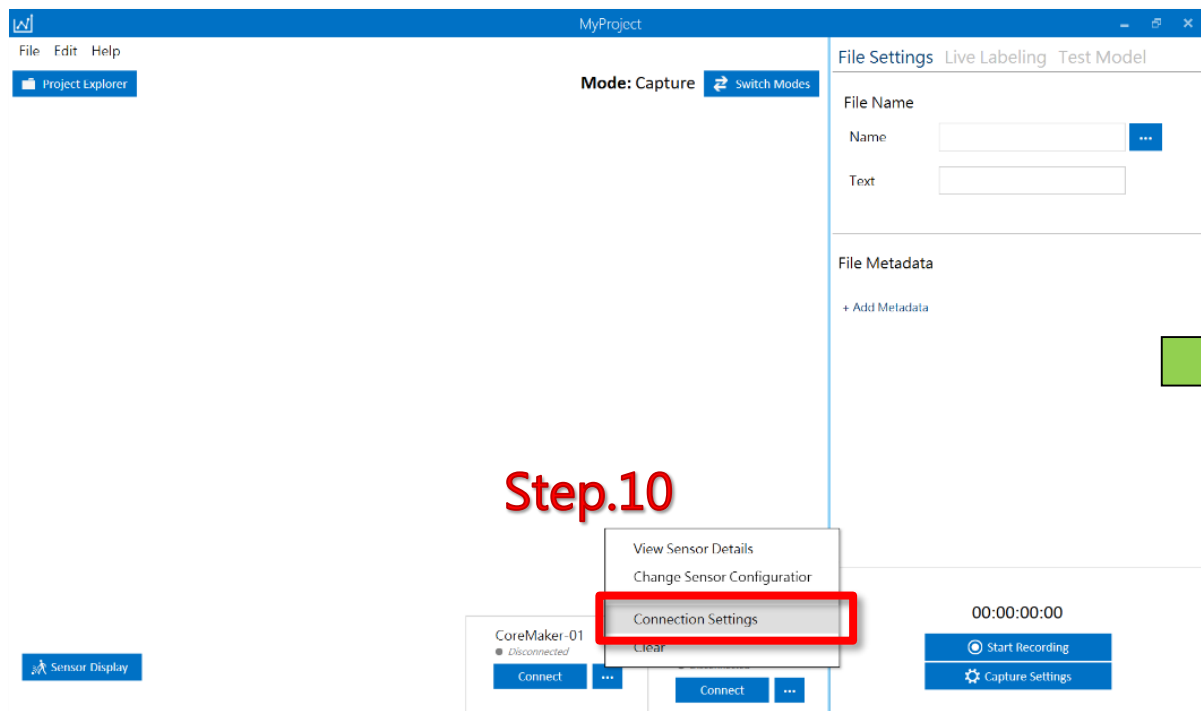 MyProject
File Edit Help
Project Explorer
Mode: Capture
Switch Modes
File Settings Live Labeling Test Model
File Name
Name
Text
File Metadata
+ Add Metadata
Step.10
View Sensor Details
Change Sensor Configuration
Connection Settings
Clear
CoreMaker-01
Disconnected
Connect
...
Connect
...
Sensor Display
00:00:00:00
Start Recording
Capture Settings